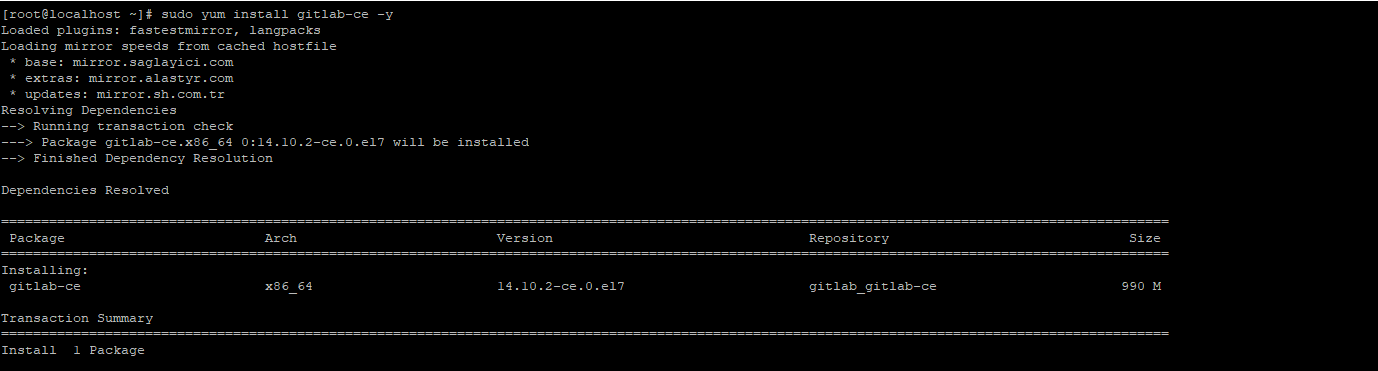 [root@localhost ~]# sudo yum install gitlab-ce -y
Loaded plugins: fastestmirror, langpacks
Loading mirror speeds from cached hostfile
 * base: mirror.saglayici.com
 * extras: mirror.alastyr.com
 * updates: mirror.sh.com.tr
Resolving Dependencies
--> Running transaction check
---> Package gitlab-ce.x86_64 0:14.10.2-ce.0.el7 will be installed
--> Finished Dependency Resolution

Dependencies Resolved

==================================================================================================================================================
 Package                         Arch                         Version                                Repository                              Size
==================================================================================================================================================
Installing:
 gitlab-ce                       x86_64                       14.10.2-ce.0.el7                       gitlab_gitlab-ce                       990 M

Transaction Summary
==================================================================================================================================================
Install  1 Package